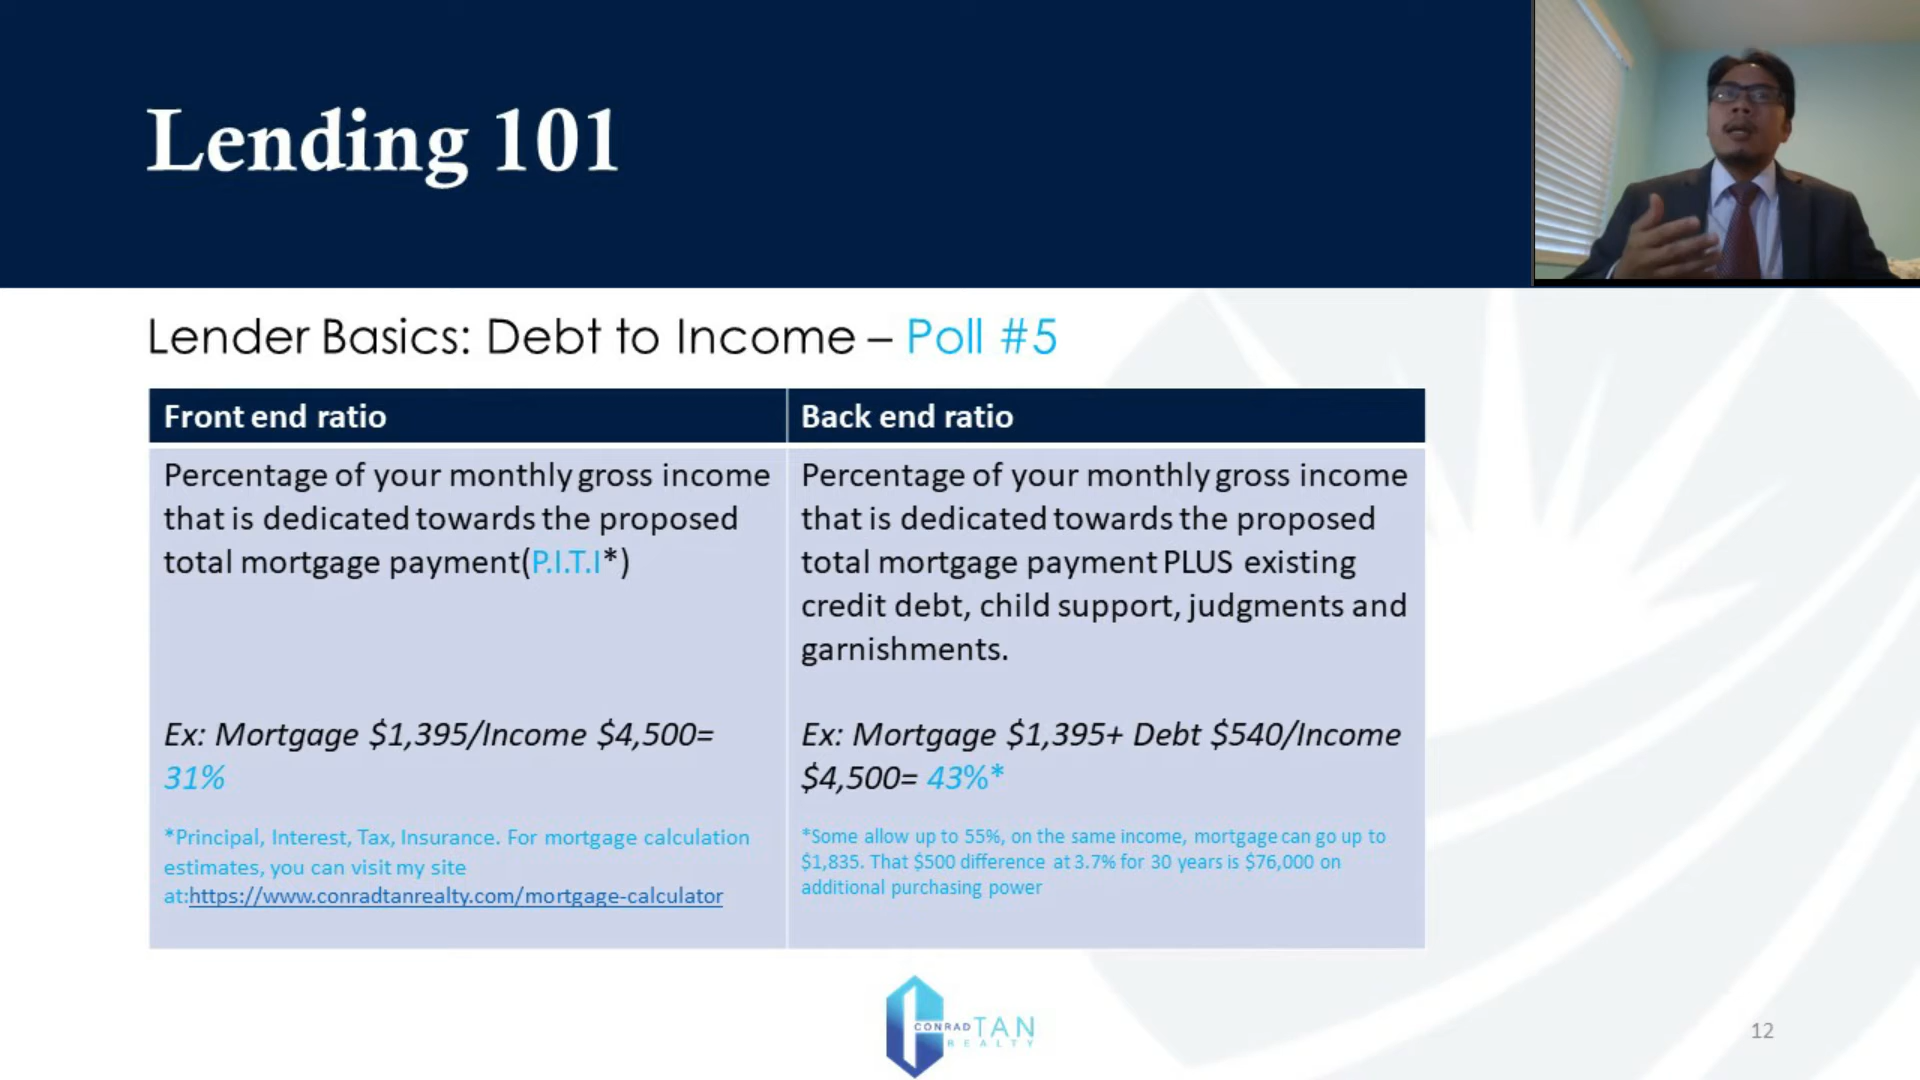 Lending 101
Lender Basics: Debt to Income – Poll #5
Front end ratio
Percentage of your monthly gross income
that is dedicated towards the proposed
total mortgage payment(P.I.T.I*)
Ex: Mortgage $1,395/Income $4,500=
31%
*Principal, Interest, Tax, Insurance. For mortgage calculation
estimates, you can visit my site
at:https://www.conradtanrealty.com/mortgage-calculator
Back end ratio
Percentage of your monthly gross income
that is dedicated towards the proposed
total mortgage payment PLUS existing
credit debt, child support, judgments and
garnishments.
Ex: Mortgage $1,395+ Debt $540/Income
$4,500= 43%*
*Some allow up to 55%, on the same income, mortgage can go up to
$1,835. That $500 difference at 3.7% for 30 years is $76,000 on
additional purchasing power
CONRAD TAN
REALTY
12